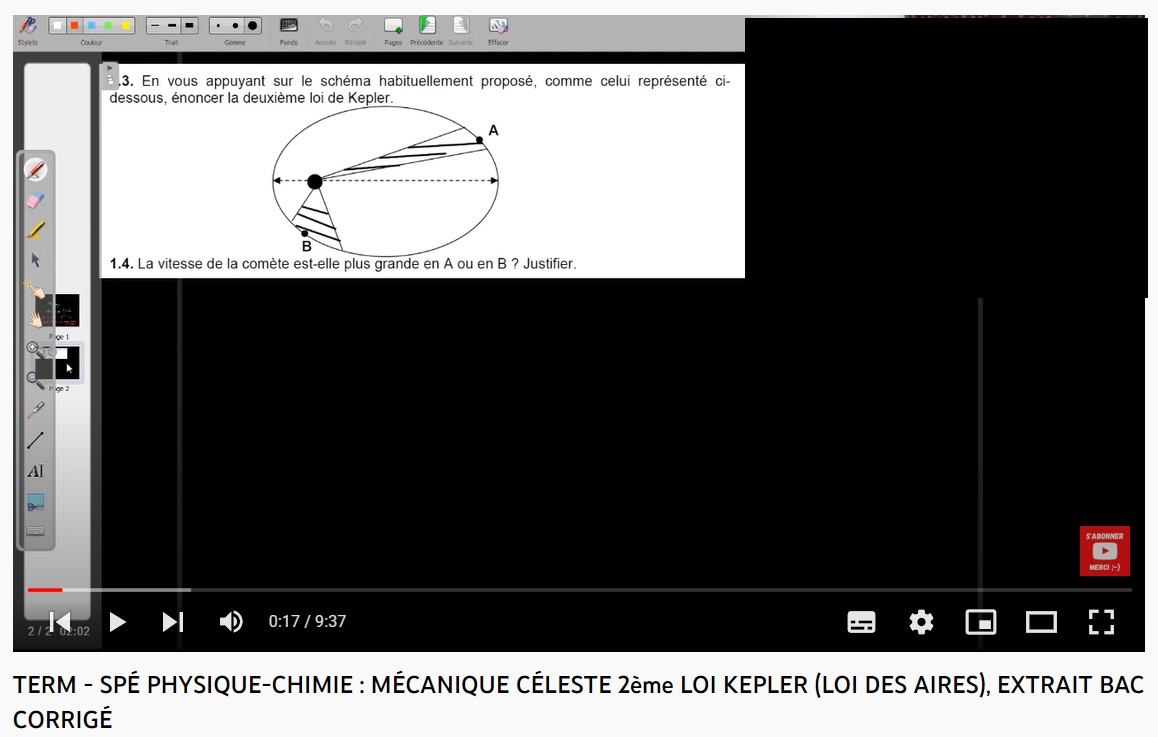 Stylets Couleur Trait Gomme Fonds Annuler Rétablir Pages Précédente Suivante Effacer
.3. En vous appuyant sur le schéma habituellement proposé, comme celui représenté ci-
dessous, énoncer la deuxième loi de Kepler.
A
B
1.4. La vitesse de la comète est-elle plus grande en A ou en B ? Justifier.
Page 1
Page 2
AI
S'ABONNER
MERCI ;-)
0:17 / 9:37
2 / 2 02:02
TERM - SPÉ PHYSIQUE-CHIMIE : MÉCANIQUE CÉLESTE 2ème LOI KEPLER (LOI DES AIRES), EXTRAIT BAC
CORRIGÉ